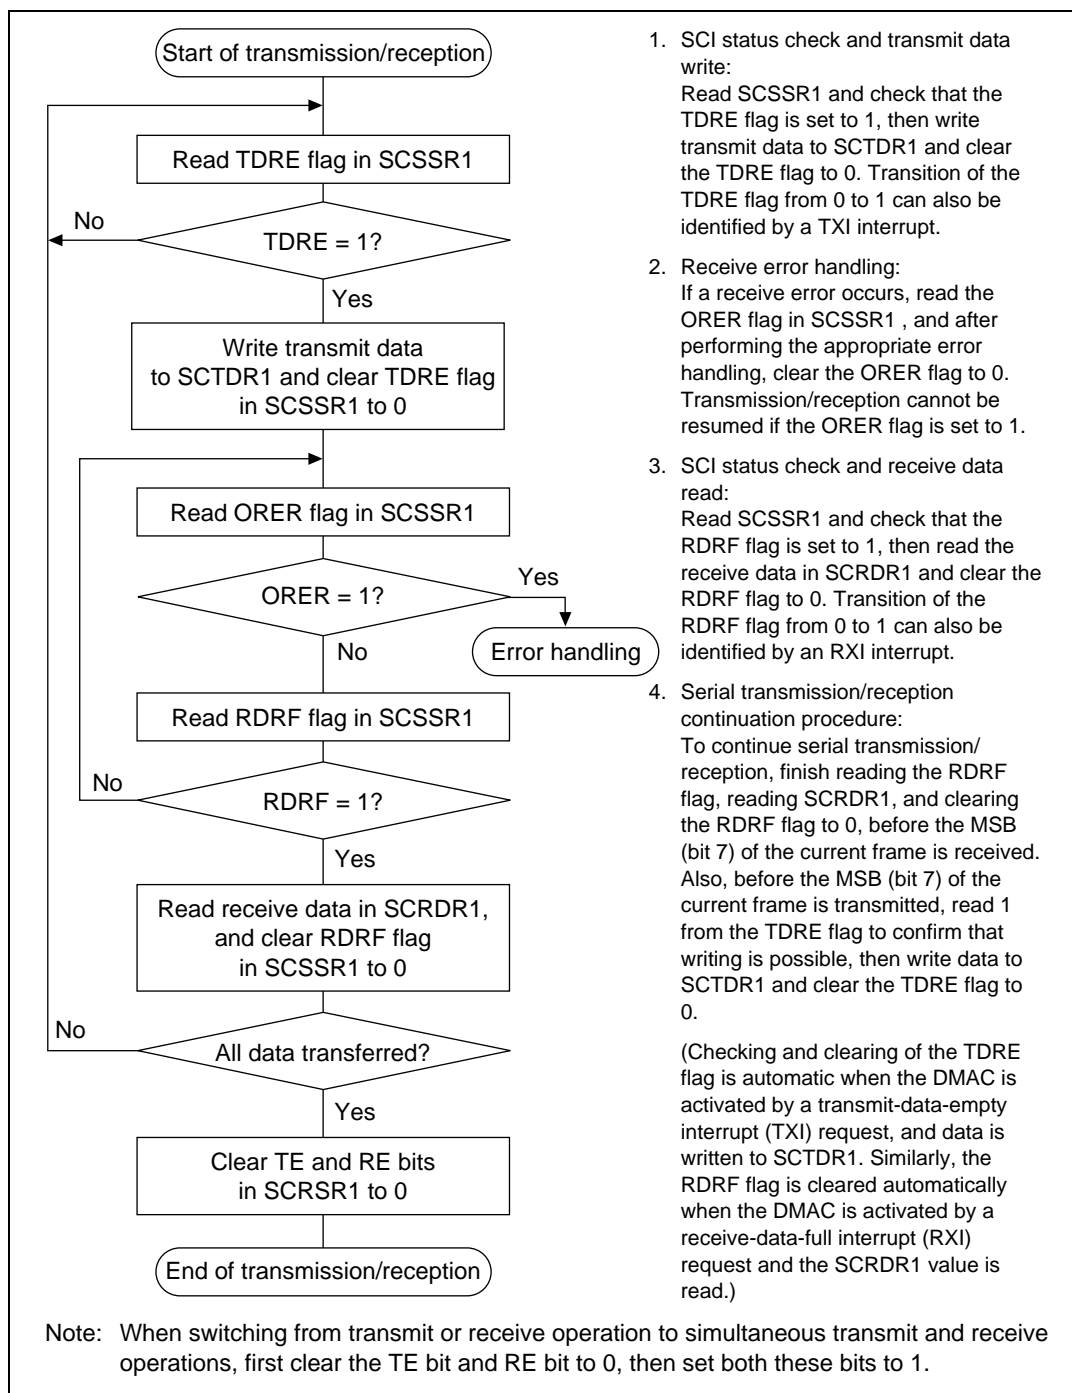 Start of transmission/reception
Read TDRE flag in SCSSR1
No
TDRE = 1?
Yes
Write transmit data
to SCTDR1 and clear TDRE flag
in SCSSR1 to 0
Read ORER flag in SCSSR1
Yes
ORER = 1?
No
Error handling
Read RDRF flag in SCSSR1
No
RDRF = 1?
Yes
Read receive data in SCRDR1,
and clear RDRF flag
in SCSSR1 to 0
No
All data transferred?
Yes
Clear TE and RE bits
in SCRSR1 to 0
End of transmission/reception
1. SCI status check and transmit data
write:
Read SCSSR1 and check that the
TDRE flag is set to 1, then write
transmit data to SCTDR1 and clear
the TDRE flag to 0. Transition of the
TDRE flag from 0 to 1 can also be
identified by a TXI interrupt.
2. Receive error handling:
If a receive error occurs, read the
ORER flag in SCSSR1 , and after
performing the appropriate error
handling, clear the ORER flag to 0.
Transmission/reception cannot be
resumed if the ORER flag is set to 1.
3. SCI status check and receive data
read:
Read SCSSR1 and check that the
RDRF flag is set to 1, then read the
receive data in SCRDR1 and clear the
RDRF flag to 0. Transition of the
RDRF flag from 0 to 1 can also be
identified by an RXI interrupt.
4. Serial transmission/reception
continuation procedure:
To continue serial transmission/
reception, finish reading the RDRF
flag, reading SCRDR1, and clearing
the RDRF flag to 0, before the MSB
(bit 7) of the current frame is received.
Also, before the MSB (bit 7) of the
current frame is transmitted, read 1
from the TDRE flag to confirm that
writing is possible, then write data to
SCTDR1 and clear the TDRE flag to
0.
(Checking and clearing of the TDRE
flag is automatic when the DMAC is
activated by a transmit-data-empty
interrupt (TXI) request, and data is
written to SCTDR1. Similarly, the
RDRF flag is cleared automatically
when the DMAC is activated by a
receive-data-full interrupt (RXI)
request and the SCRDR1 value is
read.)
Note: When switching from transmit or receive operation to simultaneous transmit and receive
operations, first clear the TE bit and RE bit to 0, then set both these bits to 1.